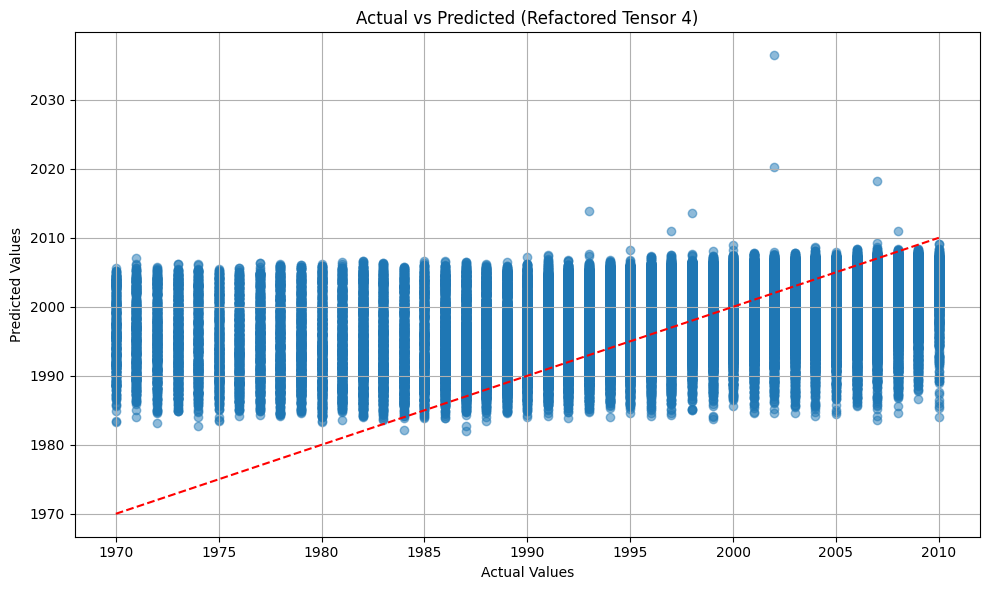 Actual vs Predicted (Refactored Tensor 4)
Predicted Values
2030
2020
2010
2000
1990
1980
1970
1970 1975 1980 1985 1990 1995 2000 2005 2010
Actual Values